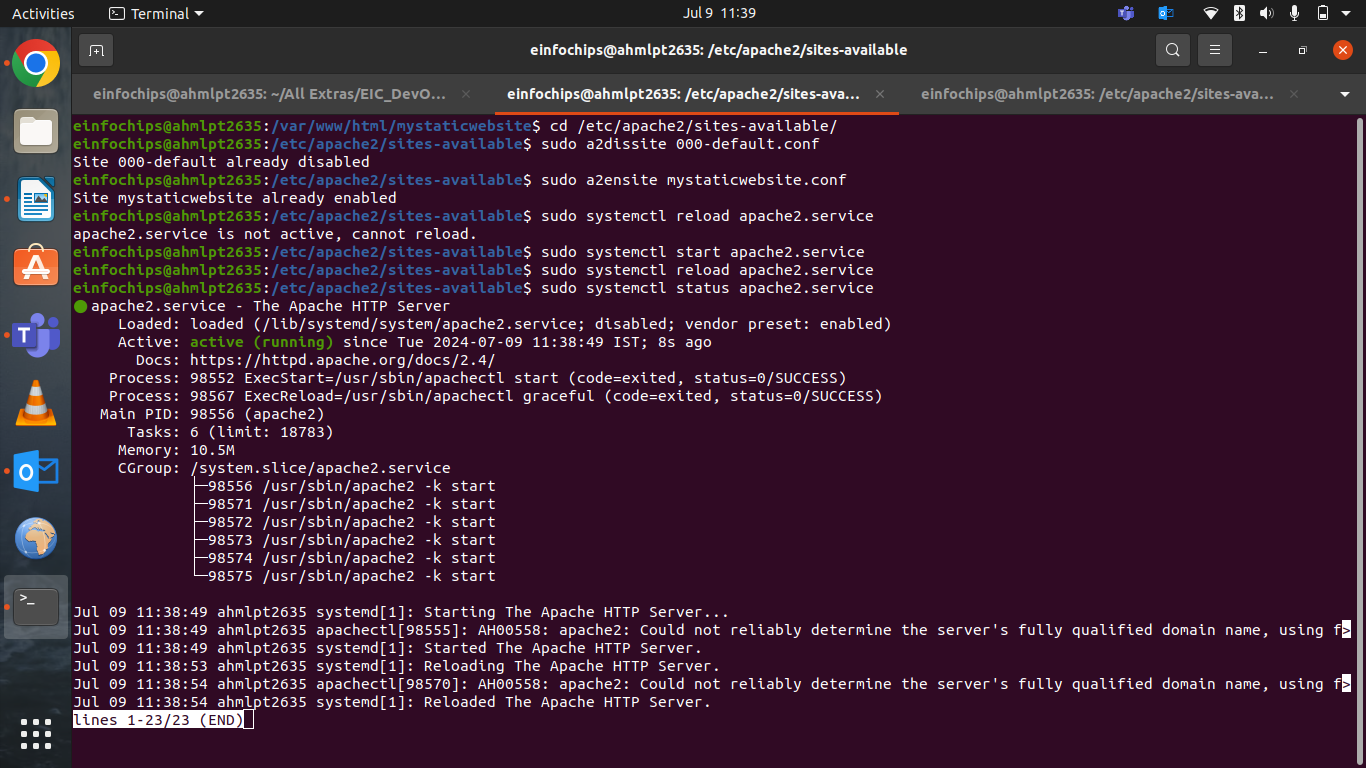 Activities
Terminal
Jul 9 11:39
einfochips@ahmlpt2635: /etc/apache2/sites-available
einfochips@ahmlpt2635: ~/All Extras/EIC_DevO...
einfochips@ahmlpt2635: /etc/apache2/sites-ava...
einfochips@ahmlpt2635: /etc/apache2/sites-ava...
einfochips@ahmlpt2635:/var/www/html/mystaticwebsite$ cd /etc/apache2/sites-available/
einfochips@ahmlpt2635:/etc/apache2/sites-available$ sudo a2dissite 000-default.conf
Site 000-default already disabled
einfochips@ahmlpt2635:/etc/apache2/sites-available$ sudo a2ensite mystaticwebsite.conf
Site mystaticwebsite already enabled
einfochips@ahmlpt2635:/etc/apache2/sites-available$ sudo systemctl reload apache2.service
apache2.service is not active, cannot reload.
einfochips@ahmlpt2635:/etc/apache2/sites-available$ sudo systemctl start apache2.service
einfochips@ahmlpt2635:/etc/apache2/sites-available$ sudo systemctl reload apache2.service
einfochips@ahmlpt2635:/etc/apache2/sites-available$ sudo systemctl status apache2.service
● apache2.service - The Apache HTTP Server
Loaded: loaded (/lib/systemd/system/apache2.service; disabled; vendor preset: enabled)
Active: active (running) since Tue 2024-07-09 11:38:49 IST; 8s ago
Docs: https://httpd.apache.org/docs/2.4/
Process: 98552 ExecStart=/usr/sbin/apachectl start (code=exited, status=0/SUCCESS)
Process: 98567 ExecReload=/usr/sbin/apachectl graceful (code=exited, status=0/SUCCESS)
Main PID: 98556 (apache2)
Tasks: 6 (limit: 18783)
Memory: 10.5M
CGroup: /system.slice/apache2.service
├─98556 /usr/sbin/apache2 -k start
├─98571 /usr/sbin/apache2 -k start
├─98572 /usr/sbin/apache2 -k start
├─98573 /usr/sbin/apache2 -k start
├─98574 /usr/sbin/apache2 -k start
└─98575 /usr/sbin/apache2 -k start
Jul 09 11:38:49 ahmlpt2635 systemd[1]: Starting The Apache HTTP Server...
Jul 09 11:38:49 ahmlpt2635 apachectl[98555]: AH00558: apache2: Could not reliably determine the server's fully qualified domain name, using f>
Jul 09 11:38:49 ahmlpt2635 systemd[1]: Started The Apache HTTP Server.
Jul 09 11:38:53 ahmlpt2635 systemd[1]: Reloading The Apache HTTP Server.
Jul 09 11:38:54 ahmlpt2635 apachectl[98570]: AH00558: apache2: Could not reliably determine the server's fully qualified domain name, using f>
Jul 09 11:38:54 ahmlpt2635 systemd[1]: Reloaded The Apache HTTP Server.
lines 1-23/23 (END)